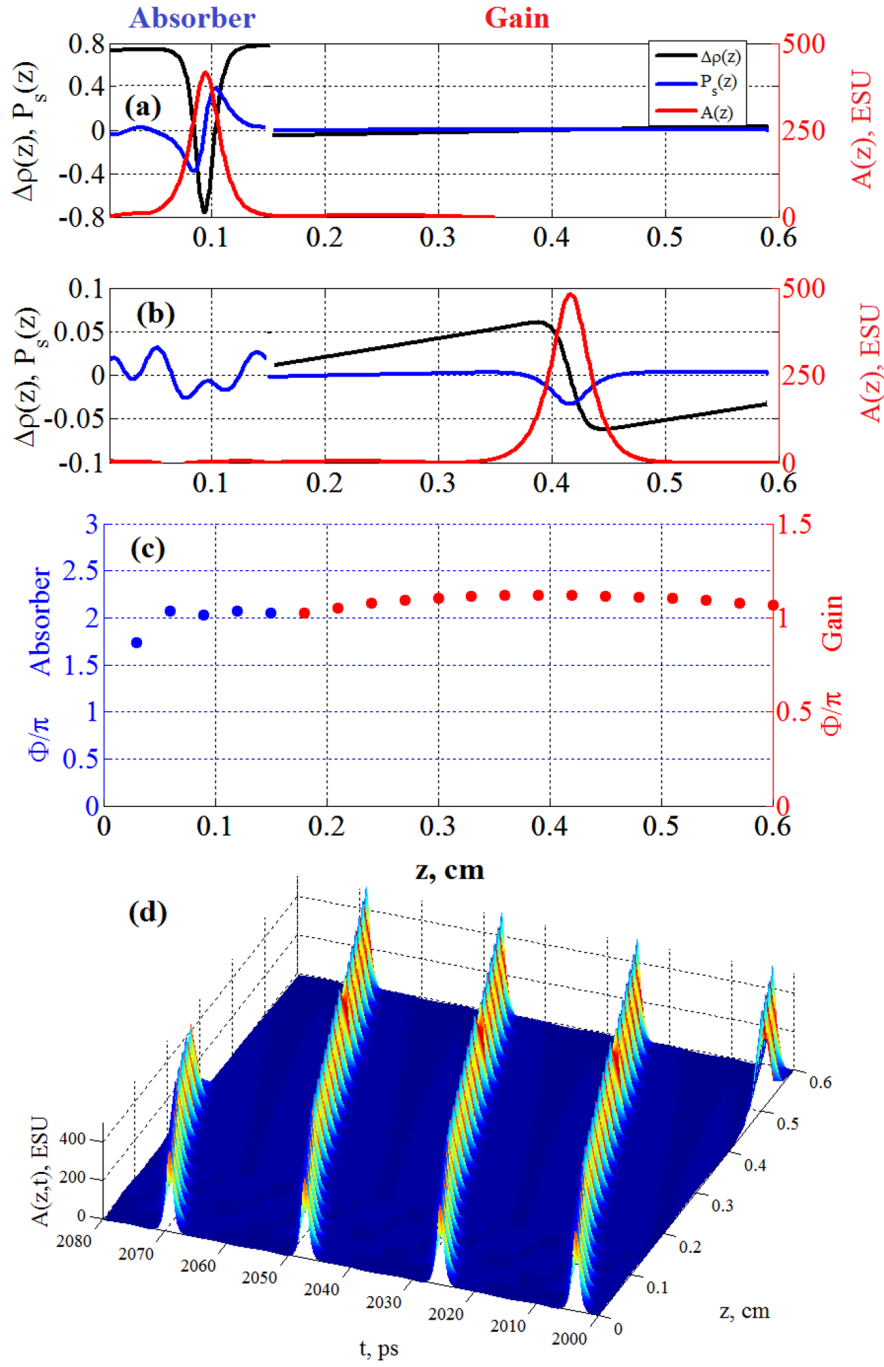 Absorber Gain
0.8 0.4 0 -0.4 -0.8
Δρ(z), P_s(z)
(a)
Δρ(z)
P_s(z)
A(z)
500 250 0
A(z), ESU
0.1 0.2 0.3 0.4 0.5 0.6
0.1 0.05 0 -0.05 -0.1
Δρ(z), P_s(z)
(b)
500 250 0
A(z), ESU
0.1 0.2 0.3 0.4 0.5 0.6
3 2.5 2 1.5 1 0.5 0
Φ/π Absorber
(c)
1.5 1 0.5 0
Φ/π Gain
0 0.1 0.2 0.3 0.4 0.5 0.6
z, cm
(d)
400 200 0
A(z,t), ESU
2080 2070 2060 2050 2040 2030 2020 2010 2000
t, ps
0 0.1 0.2 0.3 0.4 0.5 0.6
z, cm